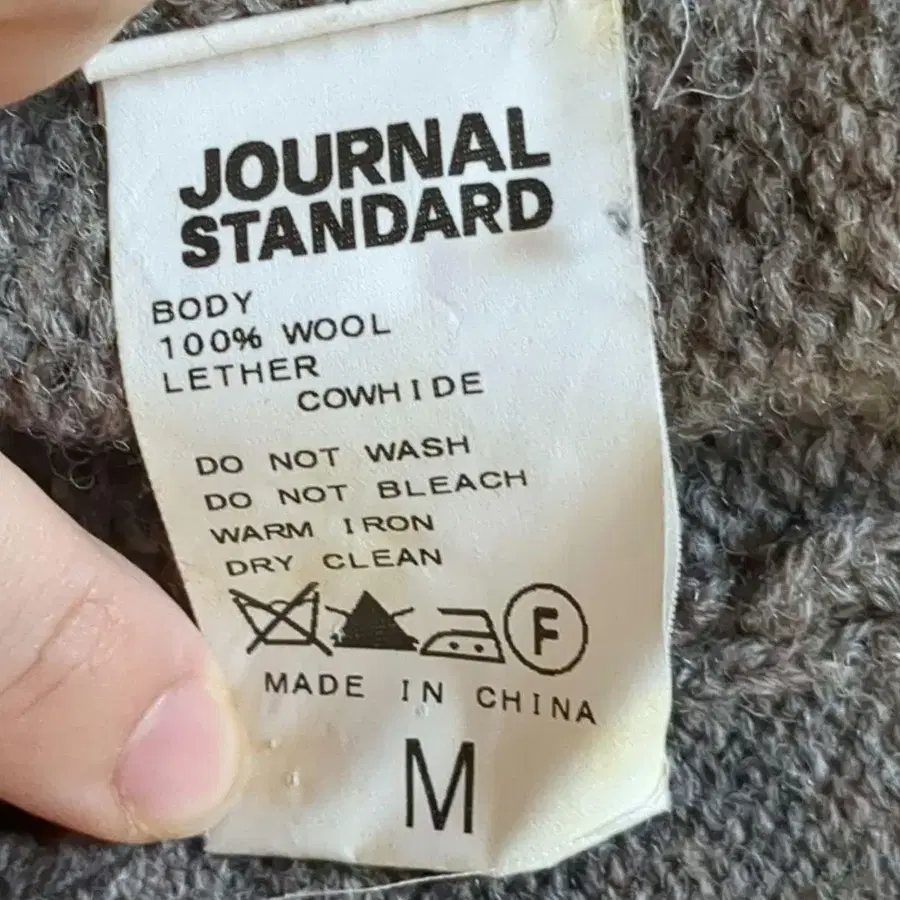 JOURNAL
STANDARD
BODY
100% WOOL
LETHER
COWHIDE
DO NOT WASH
DO NOT BLEACH
WARM IRON
DRY CLEAN
F
MADE IN CHINA
M